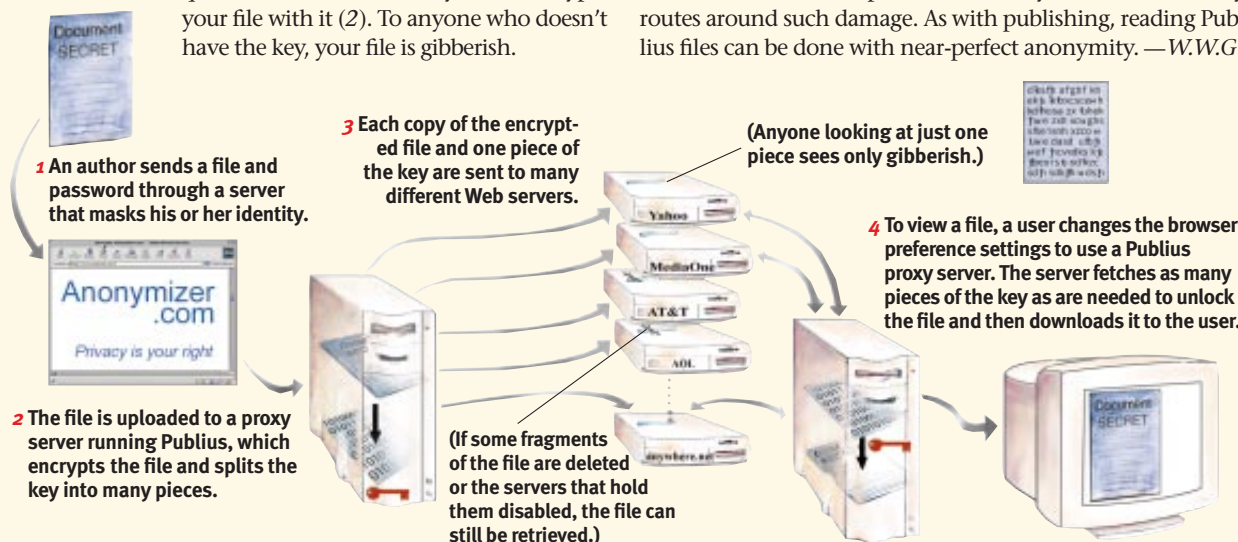 your file with it (2). To anyone who doesn't
have the key, your file is gibberish.
routes around such damage. As with publishing, reading Pub-
lius files can be done with near-perfect anonymity. —W.W.G.
Document
SECRET
1 An author sends a file and
password through a server
that masks his or her identity.
Anonymizer
.com
Privacy is your right
2 The file is uploaded to a proxy
server running Publius, which
encrypts the file and splits the
key into many pieces.
3 Each copy of the encrypt-
ed file and one piece of
the key are sent to many
different Web servers.
Yahoo
MediaOne
AT&T
AOL
anywhere.net
(If some fragments
of the file are deleted
or the servers that hold
them disabled, the file can
still be retrieved.)
(Anyone looking at just one
piece sees only gibberish.)
4 To view a file, a user changes the browser
preference settings to use a Publius
proxy server. The server fetches as many
pieces of the key as are needed to unlock
the file and then downloads it to the user.
Document
SECRET